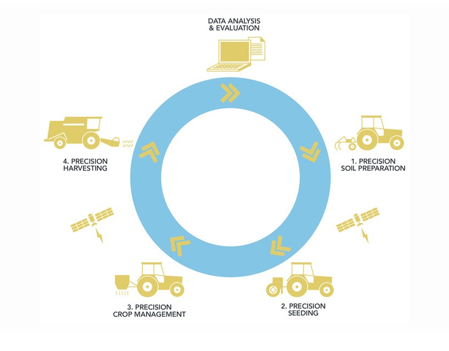 DATA ANALYSIS
& EVALUATION
1. PRECISION
SOIL PREPARATION
2. PRECISION
SEEDING
3. PRECISION
CROP MANAGEMENT
4. PRECISION
HARVESTING